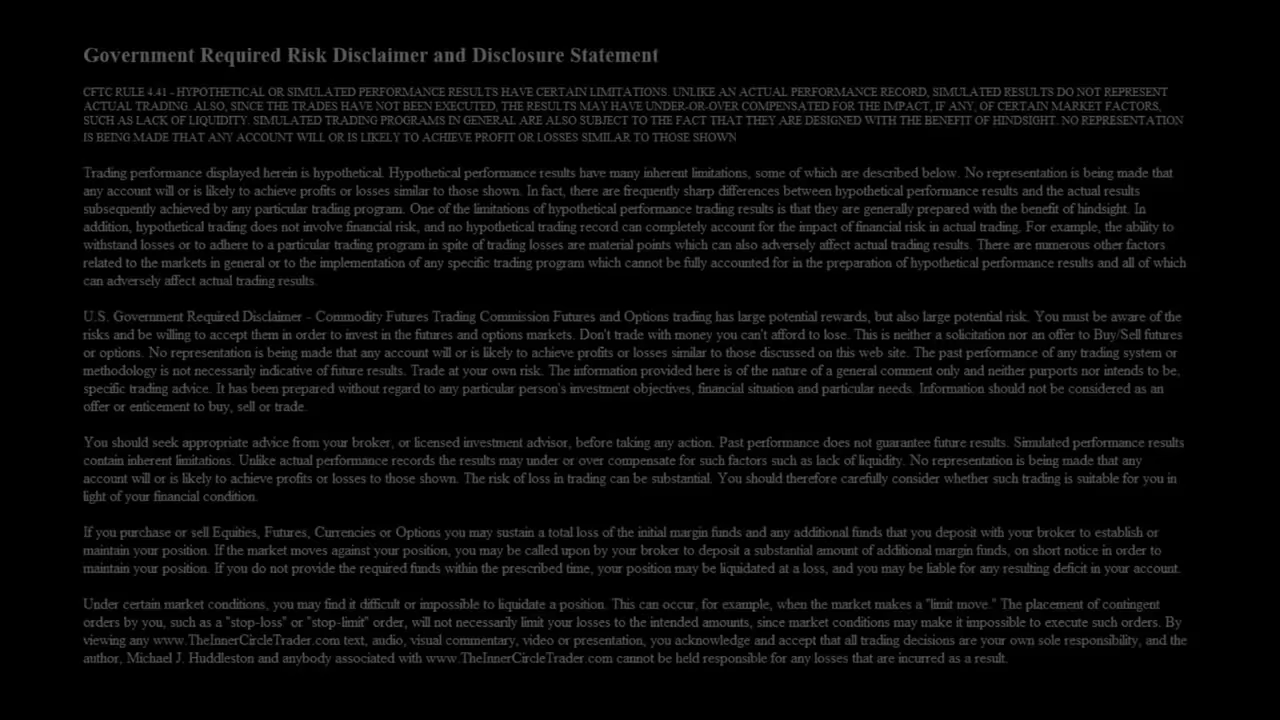 Government Required Risk Disclaimer and Disclosure Statement
CFTC RULE 4.41 - HYPOTHETICAL OR SIMULATED PERFORMANCE RESULTS HAVE CERTAIN LIMITATIONS. UNLIKE AN ACTUAL PERFORMANCE RECORD, SIMULATED RESULTS DO NOT REPRESENT
ACTUAL TRADING. ALSO, SINCE THE TRADES HAVE NOT BEEN EXECUTED, THE RESULTS MAY HAVE UNDER-OR-OVER COMPENSATED FOR THE IMPACT, IF ANY, OF CERTAIN MARKET FACTORS,
SUCH AS LACK OF LIQUIDITY. SIMULATED TRADING PROGRAMS IN GENERAL ARE ALSO SUBJECT TO THE FACT THAT THEY ARE DESIGNED WITH THE BENEFIT OF HINDSIGHT. NO REPRESENTATION
IS BEING MADE THAT ANY ACCOUNT WILL OR IS LIKELY TO ACHIEVE PROFIT OR LOSSES SIMILAR TO THOSE SHOWN
Trading performance displayed herein is hypothetical. Hypothetical performance results have many inherent limitations, some of which are described below. No representation is being made that
any account will or is likely to achieve profits or losses similar to those shown. In fact, there are frequently sharp differences between hypothetical performance results and the actual results
subsequently achieved by any particular trading program. One of the limitations of hypothetical performance trading results is that they are generally prepared with the benefit of hindsight. In
addition, hypothetical trading does not involve financial risk, and no hypothetical trading record can completely account for the impact of financial risk in actual trading. For example, the ability to
withstand losses or to adhere to a particular trading program in spite of trading losses are material points which can also adversely affect actual trading results. There are numerous other factors
related to the markets in general or to the implementation of any specific trading program which cannot be fully accounted for in the preparation of hypothetical performance results and all of which
can adversely affect actual trading results.
U.S. Government Required Disclaimer - Commodity Futures Trading Commission Futures and Options trading has large potential rewards, but also large potential risk. You must be aware of the
risks and be willing to accept them in order to invest in the futures and options markets. Don't trade with money you can't afford to lose. This is neither a solicitation nor an offer to Buy/Sell futures
or options. No representation is being made that any account will or is likely to achieve profits or losses similar to those discussed on this web site. The past performance of any trading system or
methodology is not necessarily indicative of future results. Trade at your own risk. The information provided here is of the nature of a general comment only and neither purports nor intends to be,
specific trading advice. It has been prepared without regard to any particular person's investment objectives, financial situation and particular needs. Information should not be considered as an
offer or enticement to buy, sell or trade.
You should seek appropriate advice from your broker, or licensed investment advisor, before taking any action. Past performance does not guarantee future results. Simulated performance results
contain inherent limitations. Unlike actual performance records the results may under or over compensate for such factors such as lack of liquidity. No representation is being made that any
account will or is likely to achieve profits or losses to those shown. The risk of loss in trading can be substantial. You should therefore carefully consider whether such trading is suitable for you in
light of your financial condition.
If you purchase or sell Equities, Futures, Currencies or Options you may sustain a total loss of the initial margin funds and any additional funds that you deposit with your broker to establish or
maintain your position. If the market moves against your position, you may be called upon by your broker to deposit a substantial amount of additional margin funds, on short notice in order to
maintain your position. If you do not provide the required funds within the prescribed time, your position may be liquidated at a loss, and you may be liable for any resulting deficit in your account.
Under certain market conditions, you may find it difficult or impossible to liquidate a position. This can occur, for example, when the market makes a "limit move." The placement of contingent
orders by you, such as a "stop-loss" or "stop-limit" order, will not necessarily limit your losses to the intended amounts, since market conditions may make it impossible to execute such orders. By
viewing any www.TheInnerCircleTrader.com text, audio, visual commentary, video or presentation, you acknowledge and accept that all trading decisions are your own sole responsibility, and the
author, Michael J. Huddleston and anybody associated with www.TheInnerCircleTrader.com cannot be held responsible for any losses that are incurred as a result.